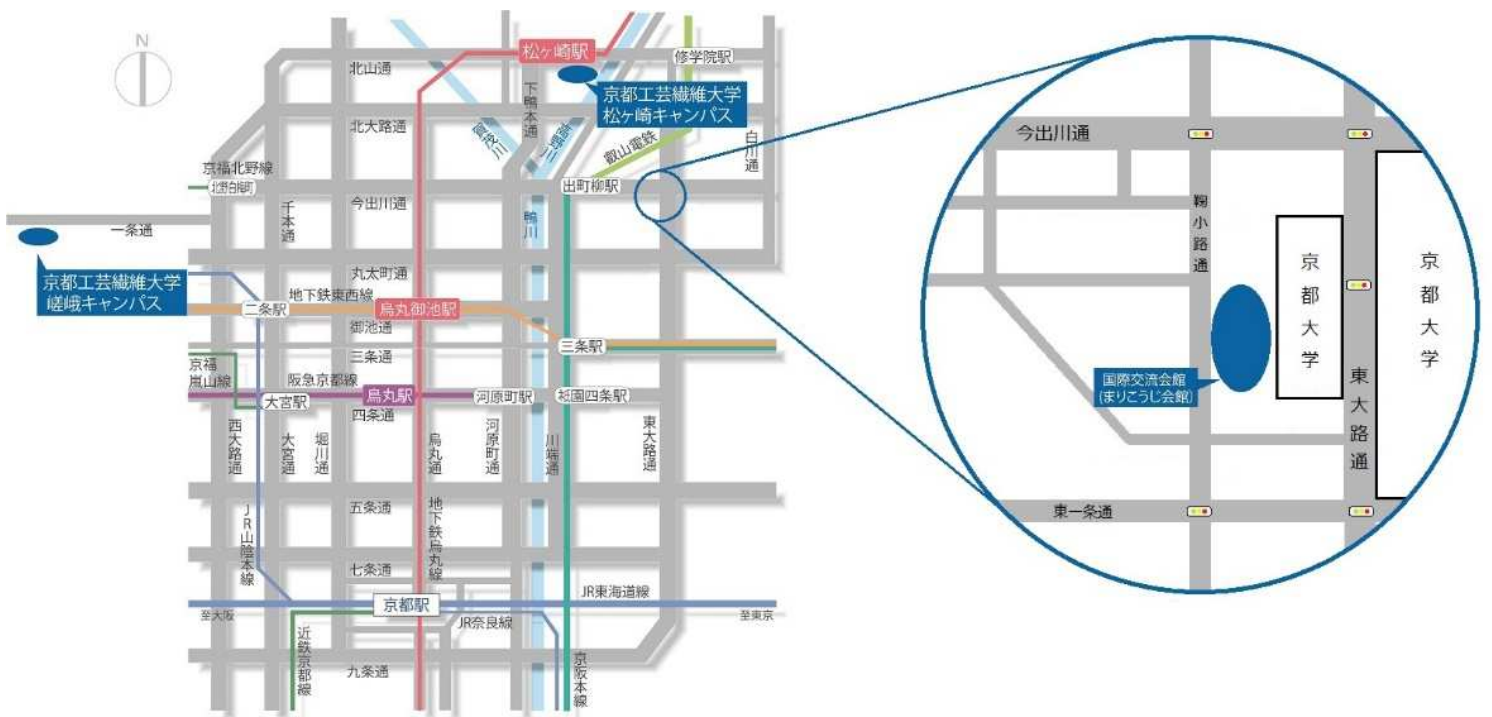 N
松ヶ崎駅
修学院駅
北山通
京都工芸繊維大学
松ヶ崎キャンパス
下鴨本通
北大路通
賀茂川
高野川
叡山電鉄
白川通
京福北野線
北野白梅町
出町柳駅
千本通
今出川通
鴨川
一条通
京都工芸繊維大学
嵯峨キャンパス
丸太町通
地下鉄東西線
二条駅
烏丸御池駅
御池通
三条通
三条駅
京福
嵐山線
阪急京都線
大宮駅
烏丸駅
河原町駅
祇園四条駅
四条通
西大路通
大宮通
堀川通
烏丸通
河原町通
川端通
東大路通
五条通
地下鉄烏丸線
JR山陰本線
七条通
京都駅
JR東海道線
至大阪
至東京
JR奈良線
近鉄京都線
九条通
京阪本線
今出川通
鞠小路通
京都大学
京都大学
国際交流会館
(まりこうじ会館)
東大路通
東一条通